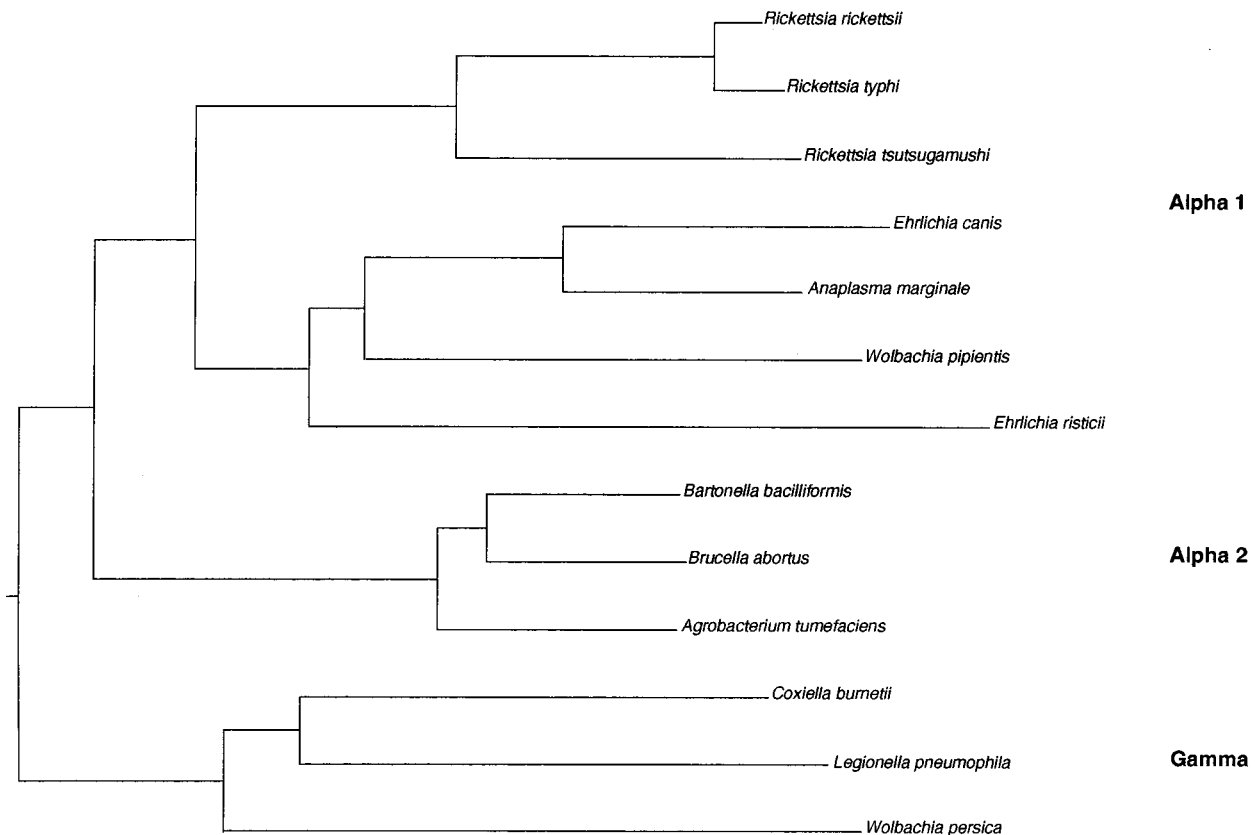 Rickettsia rickettsii
Rickettsia typhi
Rickettsia tsutsugamushi
Alpha 1
Ehrlichia canis
Anaplasma marginale
Wolbachia pipientis
Ehrlichia risticii
Bartonella bacilliformis
Brucella abortus
Alpha 2
Agrobacterium tumefaciens
Coxiella burnetii
Legionella pneumophila
Gamma
Wolbachia persica